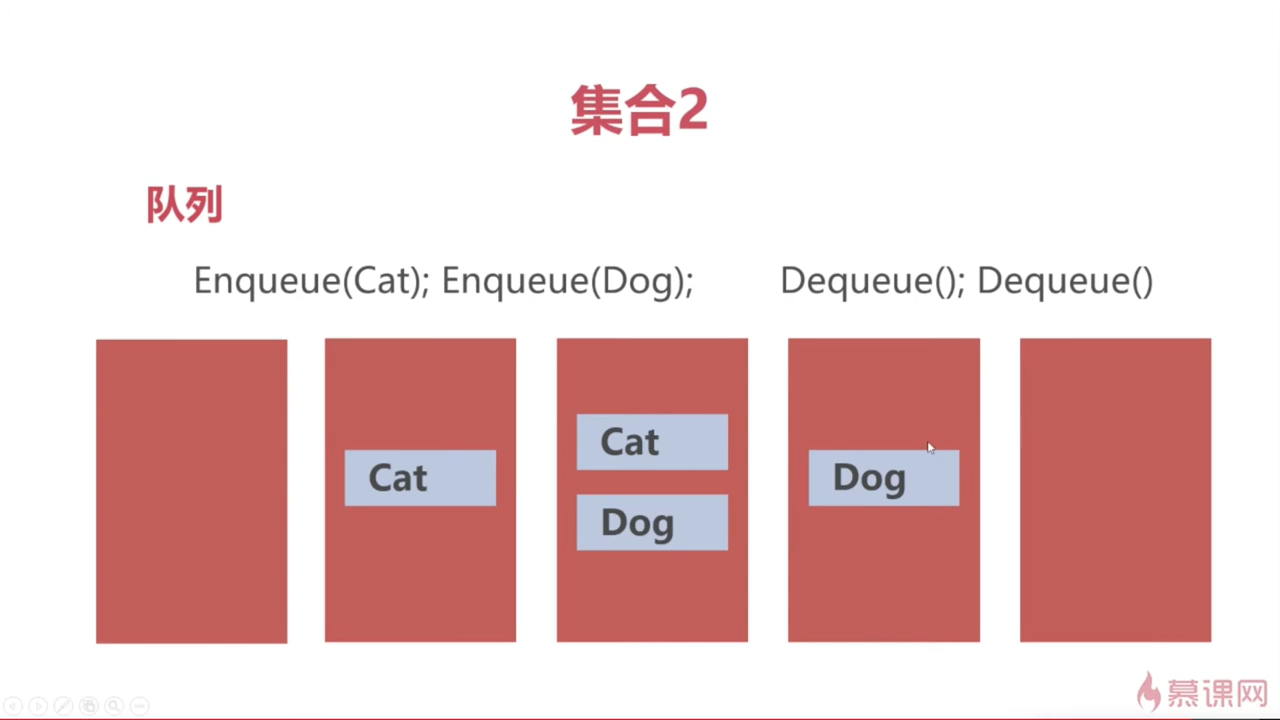 集合2
队列
Enqueue(Cat); Enqueue(Dog);
Dequeue(); Dequeue()
Cat
Cat
Dog
Dog
慕课网